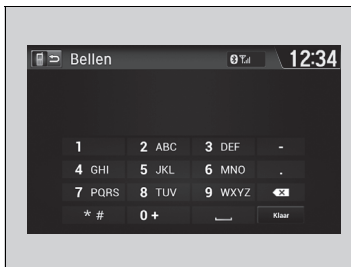 Bellen 12:34
1 2 ABC 3 DEF -
4 GHI 5 JKL 6 MNO .
7 PQRS 8 TUV 9 WXYZ
* # 0 + Klaar